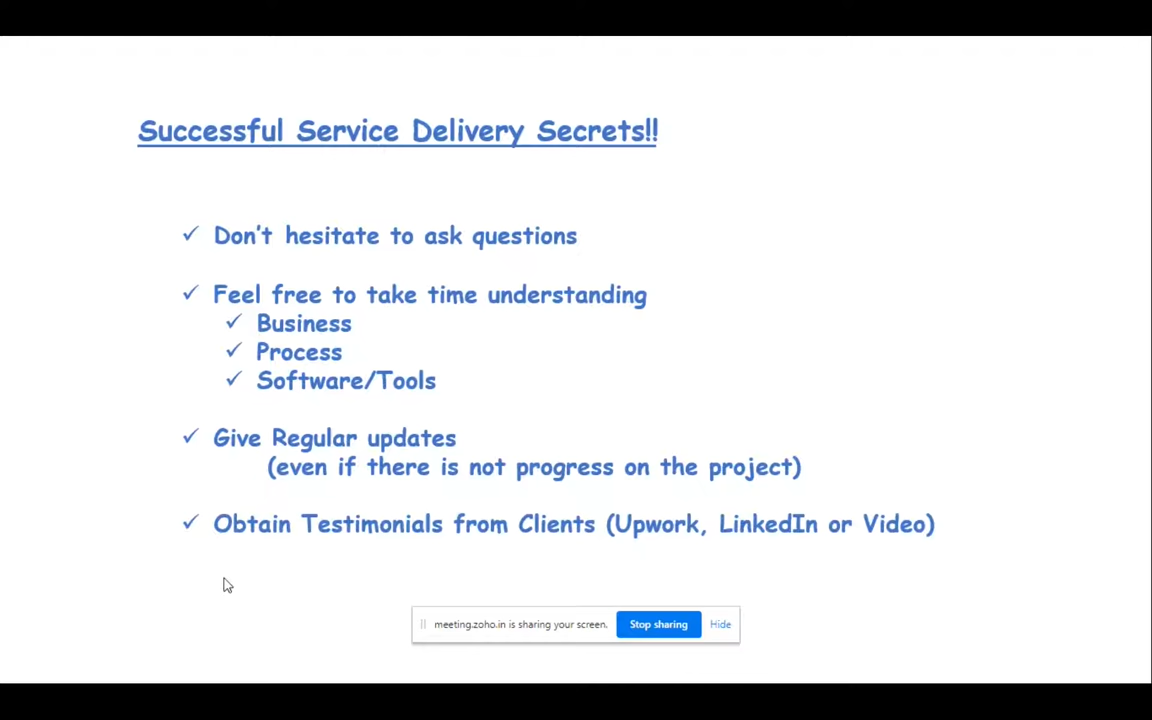 Successful Service Delivery Secrets!!
✓ Don't hesitate to ask questions
✓ Feel free to take time understanding
✓ Business
✓ Process
✓ Software/Tools
✓ Give Regular updates
(even if there is not progress on the project)
✓ Obtain Testimonials from Clients (Upwork, LinkedIn or Video)
meeting.zoho.in is sharing your screen. Stop sharing Hide